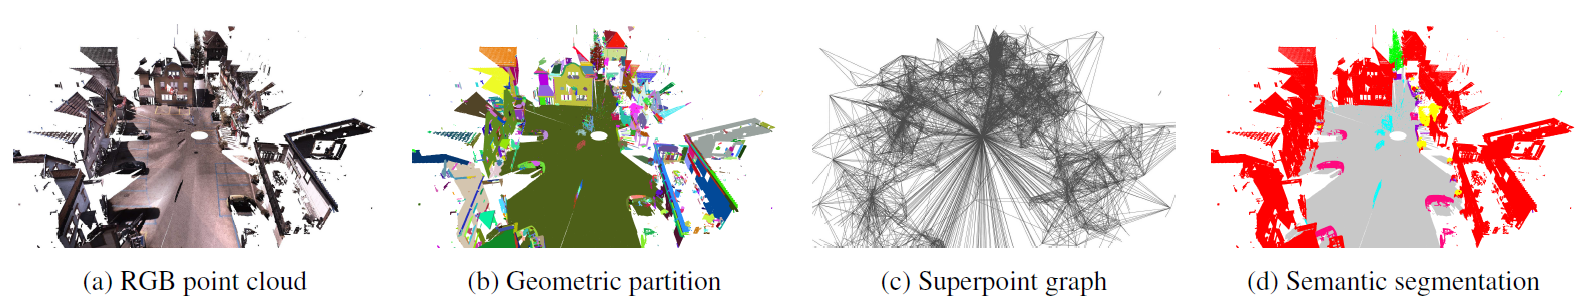 (a) RGB point cloud
(b) Geometric partition
(c) Superpoint graph
(d) Semantic segmentation